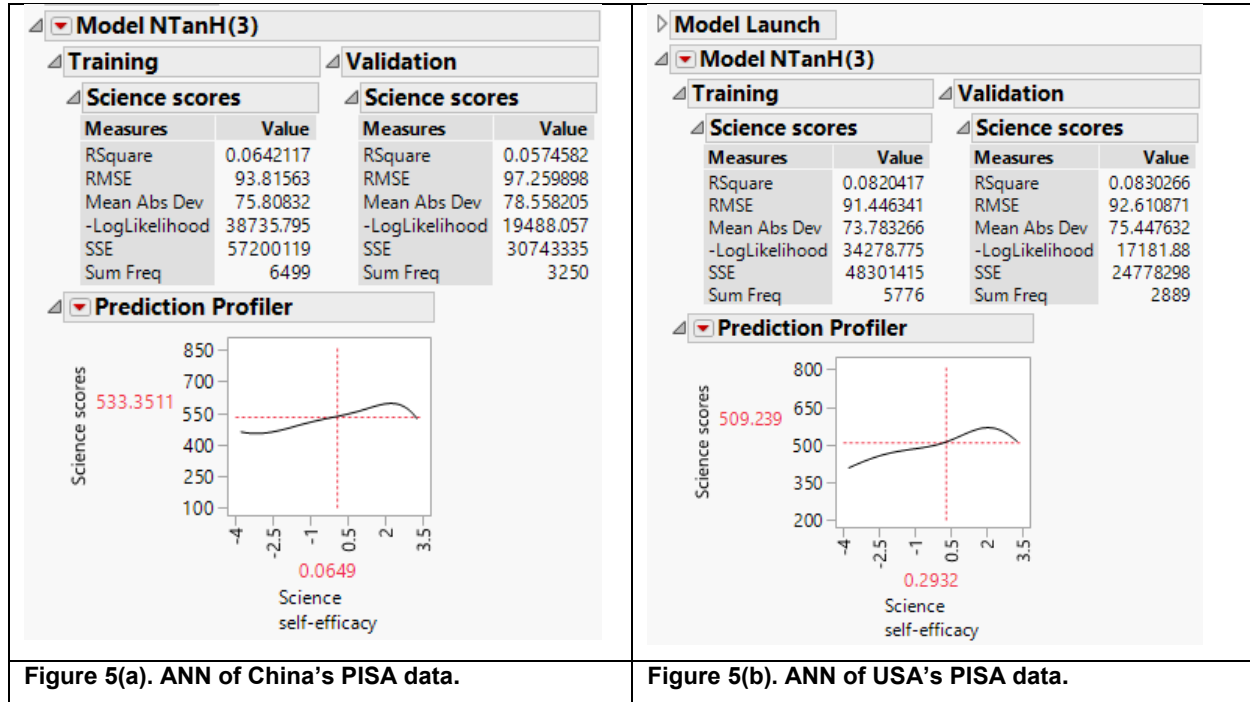 Model NTanH(3)
Training Validation
Science scores Science scores
Measures Value Measures Value
RSquare 0.0642117 RSquare 0.0574582
RMSE 93.81563 RMSE 97.259898
Mean Abs Dev 75.80832 Mean Abs Dev 78.558205
-LogLikelihood 38735.795 -LogLikelihood 19488.057
SSE 57200119 SSE 30743335
Sum Freq 6499 Sum Freq 3250
Prediction Profiler
Science scores
533.3511
850
700
550
400
250
100
-4 -2.5 -1 0.5 2 3.5
0.0649
Science
self-efficacy
Figure 5(a). ANN of China's PISA data.
Model Launch
Model NTanH(3)
Training Validation
Science scores Science scores
Measures Value Measures Value
RSquare 0.0820417 RSquare 0.0830266
RMSE 91.446341 RMSE 92.610871
Mean Abs Dev 73.783266 Mean Abs Dev 75.447632
-LogLikelihood 34278.775 -LogLikelihood 17181.88
SSE 48301415 SSE 24778298
Sum Freq 5776 Sum Freq 2889
Prediction Profiler
Science scores
509.239
800
650
500
350
200
-4 -2.5 -1 0.5 2 3.5
0.2932
Science
self-efficacy
Figure 5(b). ANN of USA's PISA data.